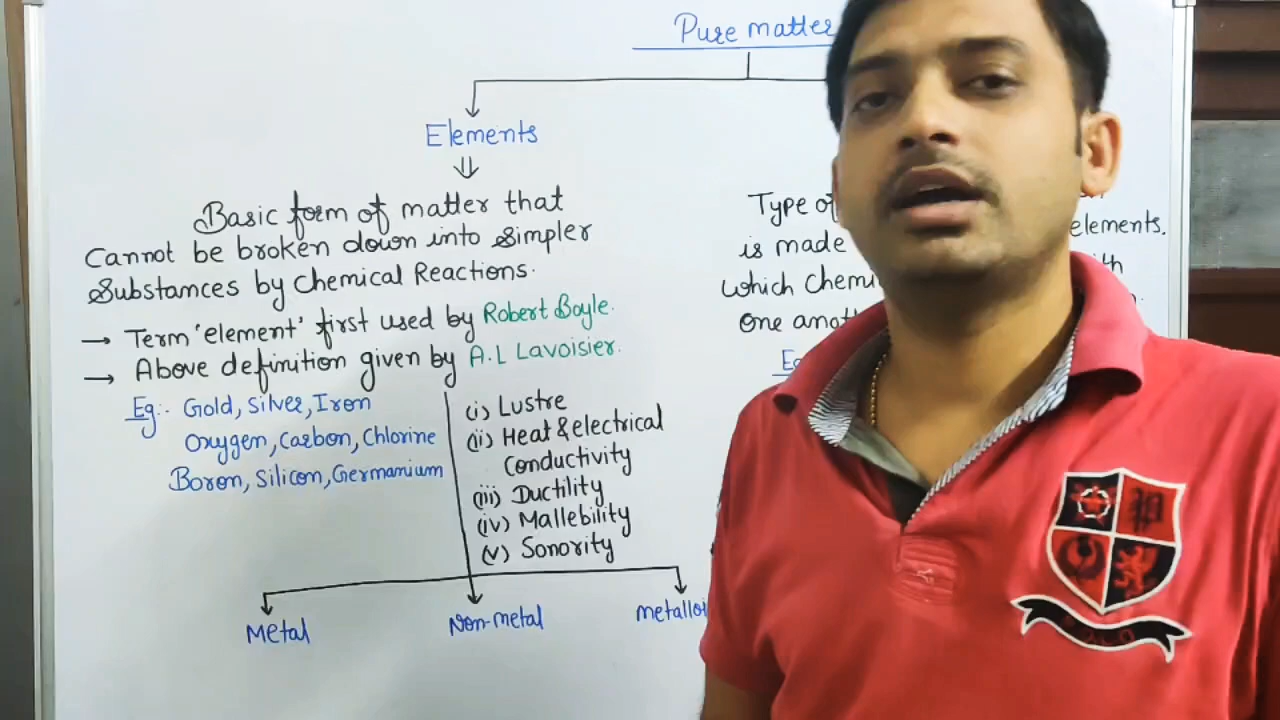 Pure matter
Elements
Basic form of matter that
Cannot be broken down into Simpler
Substances by Chemical Reactions.
→ Term 'element' first used by Robert Boyle.
→ Above definition given by A.L Lavoisier.
Eg:- Gold, Silver, Iron
Oxygen, Carbon, Chlorine
Boron, Silicon, Germanium
(i) Lustre
(ii) Heat & electrical
Conductivity
(iii) Ductility
(iv) Mallebility
(v) Sonority
Metal
Non-metal
Type of
is made elements.
which chemi
one anot
Eg